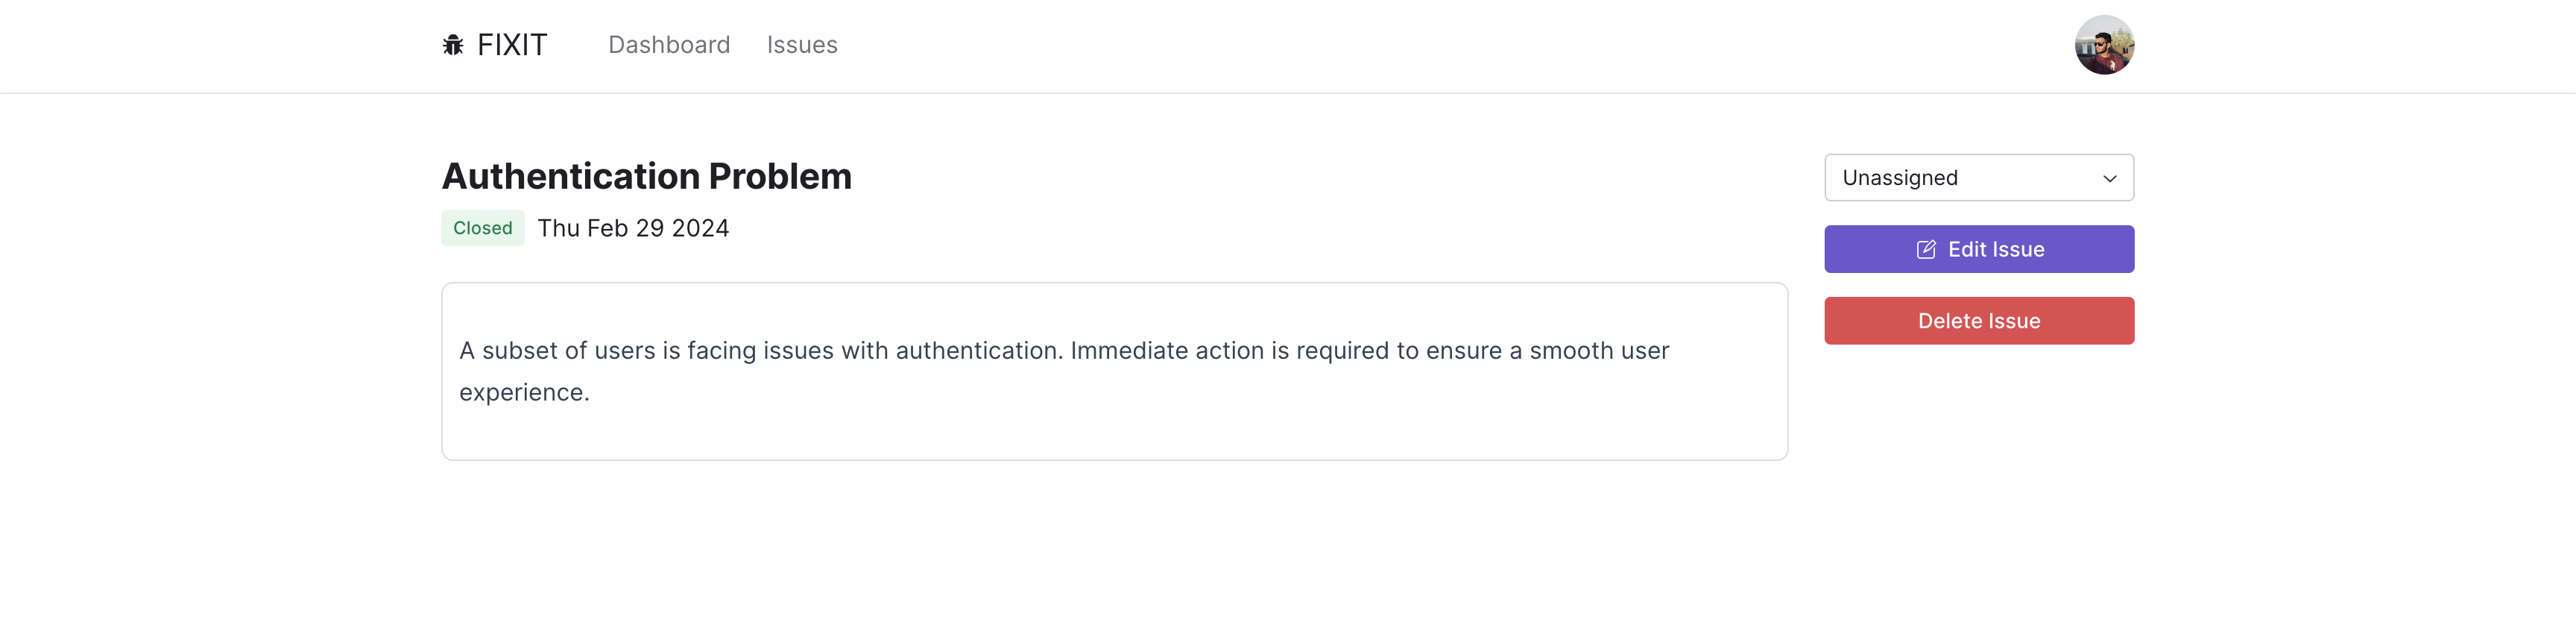 FIXIT Dashboard Issues
Authentication Problem
Closed Thu Feb 29 2024
A subset of users is facing issues with authentication. Immediate action is required to ensure a smooth user
experience.
Unassigned
Edit Issue
Delete Issue